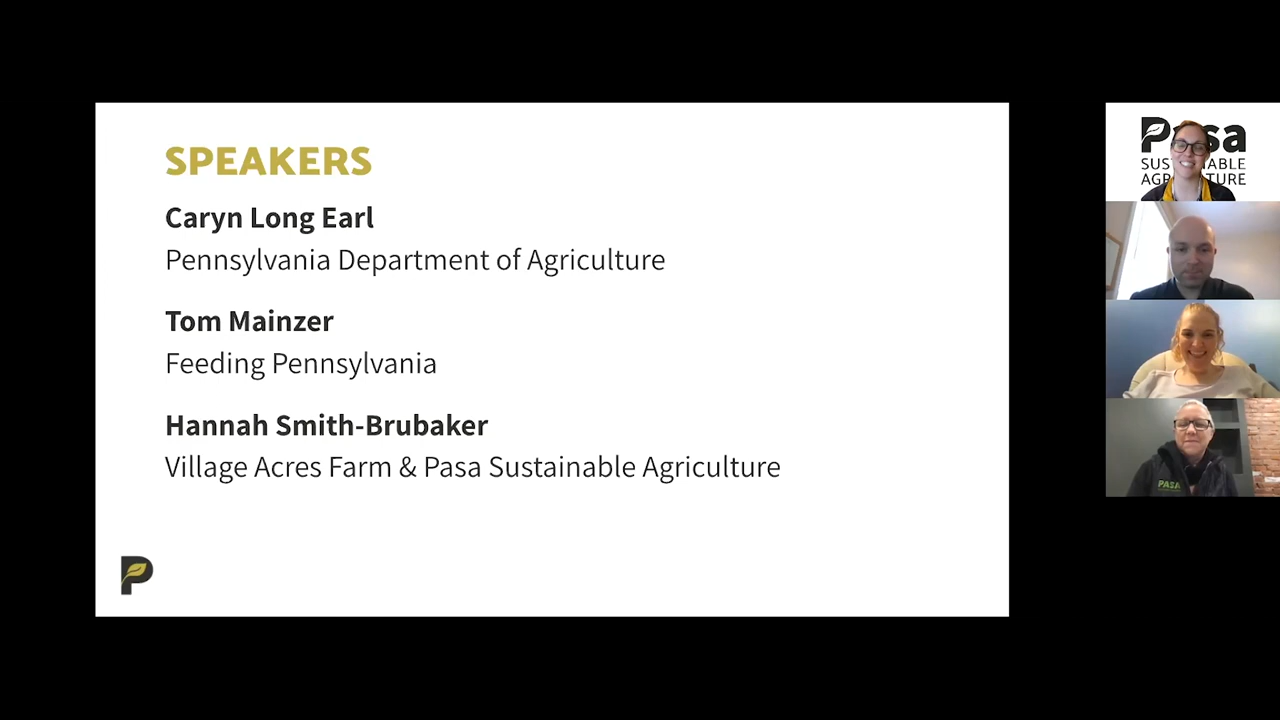 SPEAKERS
Caryn Long Earl
Pennsylvania Department of Agriculture
Tom Mainzer
Feeding Pennsylvania
Hannah Smith-Brubaker
Village Acres Farm & Pasa Sustainable Agriculture
P
PASA